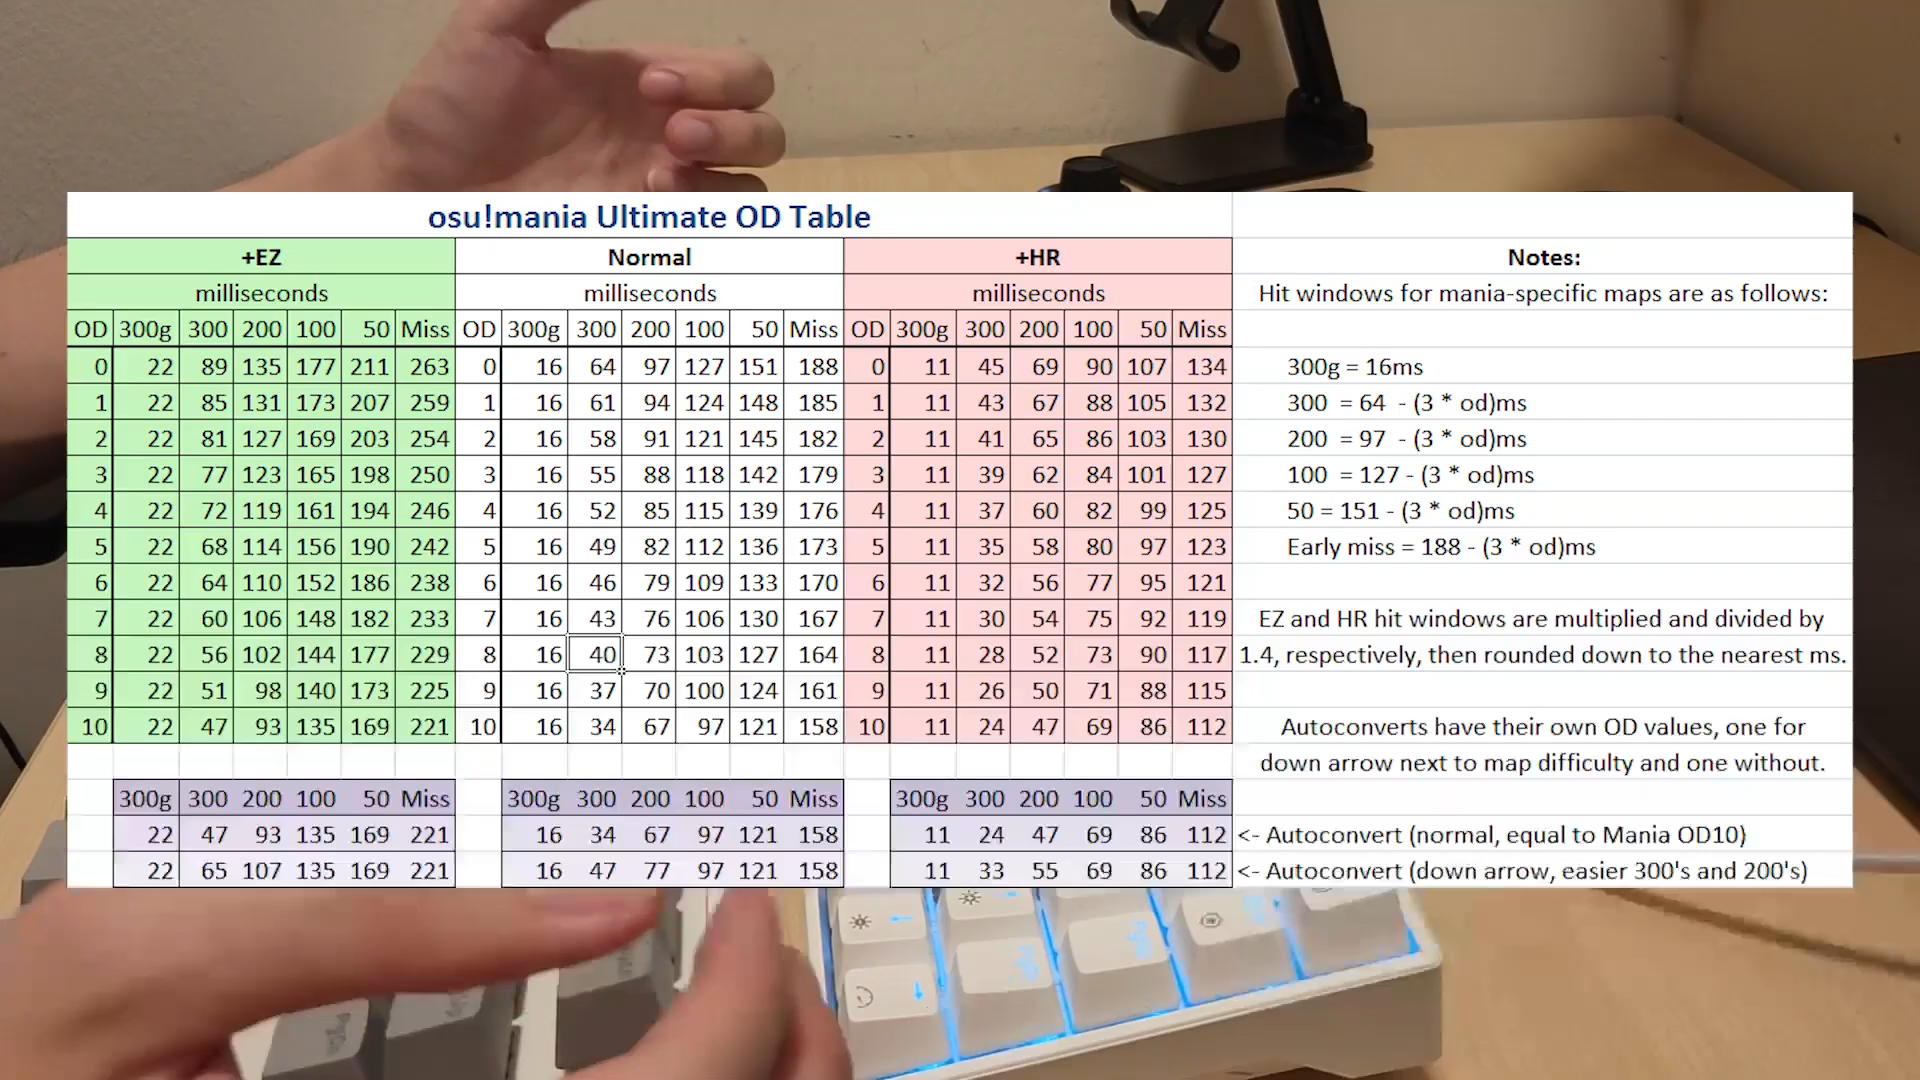 osu!mania Ultimate OD Table
+EZ Normal +HR Notes:
milliseconds milliseconds milliseconds Hit windows for mania-specific maps are as follows:
OD 300g 300 200 100 50 Miss OD 300g 300 200 100 50 Miss OD 300g 300 200 100 50 Miss
0 22 89 135 177 211 263 0 16 64 97 127 151 188 0 11 45 69 90 107 134 300g = 16ms
1 22 85 131 173 207 259 1 16 61 94 124 148 185 1 11 43 67 88 105 132 300 = 64 - (3 * od)ms
2 22 81 127 169 203 254 2 16 58 91 121 145 182 2 11 41 65 86 103 130 200 = 97 - (3 * od)ms
3 22 77 123 165 198 250 3 16 55 88 118 142 179 3 11 39 62 84 101 127 100 = 127 - (3 * od)ms
4 22 72 119 161 194 246 4 16 52 85 115 139 176 4 11 37 60 82 99 125 50 = 151 - (3 * od)ms
5 22 68 114 156 190 242 5 16 49 82 112 136 173 5 11 35 58 80 97 123 Early miss = 188 - (3 * od)ms
6 22 64 110 152 186 238 6 16 46 79 109 133 170 6 11 32 56 77 95 121
7 22 60 106 148 182 233 7 16 43 76 106 130 167 7 11 30 54 75 92 119 EZ and HR hit windows are multiplied and divided by
8 22 56 102 144 177 229 8 16 40 73 103 127 164 8 11 28 52 73 90 117 1.4, respectively, then rounded down to the nearest ms.
9 22 51 98 140 173 225 9 16 37 70 100 124 161 9 11 26 50 71 88 115
10 22 47 93 135 169 221 10 16 34 67 97 121 158 10 11 24 47 69 86 112 Autoconverts have their own OD values, one for
down arrow next to map difficulty and one without.
300g 300 200 100 50 Miss 300g 300 200 100 50 Miss 300g 300 200 100 50 Miss
22 47 93 135 169 221 16 34 67 97 121 158 11 24 47 69 86 112 <- Autoconvert (normal, equal to Mania OD10)
22 65 107 135 169 221 16 47 77 97 121 158 11 33 55 69 86 112 <- Autoconvert (down arrow, easier 300's and 200's)